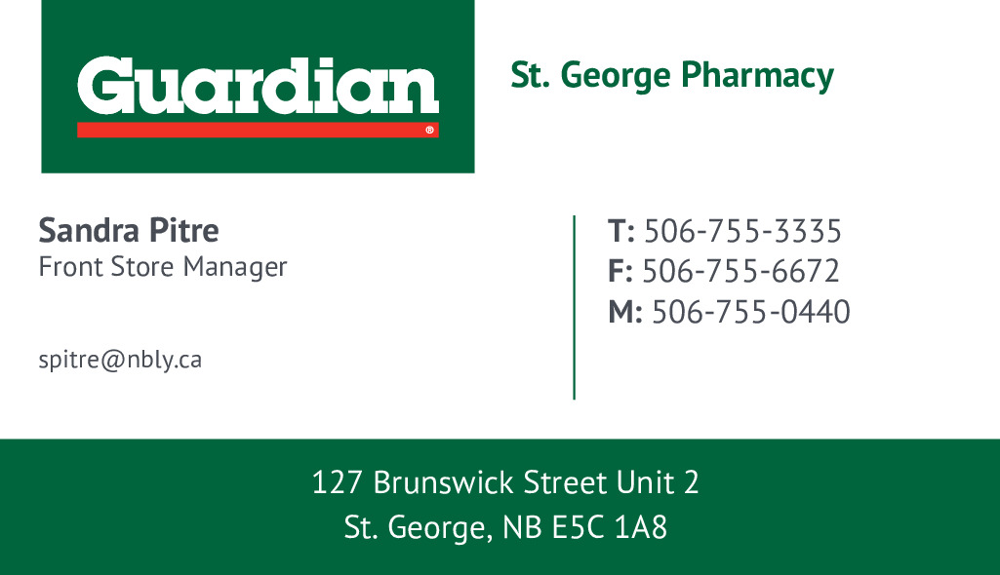 Guardian
®
St. George Pharmacy
Sandra Pitre
Front Store Manager
spitre@nbly.ca
T: 506-755-3335
F: 506-755-6672
M: 506-755-0440
127 Brunswick Street Unit 2
St. George, NB E5C 1A8